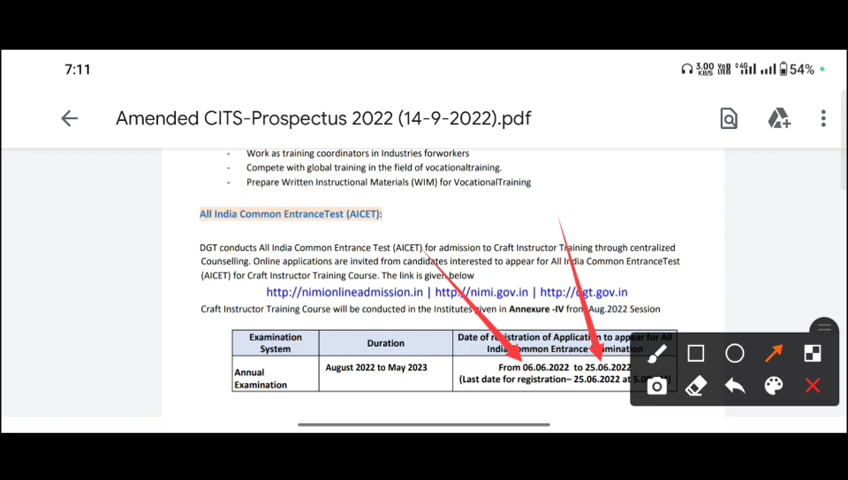 7:11
3.00 KB/S 4G 54%
Amended CITS-Prospectus 2022 (14-9-2022).pdf
- Work as training coordinators in Industries forworkers
- Compete with global training in the field of vocationaltraining.
- Prepare Written Instructional Materials (WIM) for VocationalTraining
All India Common EntranceTest (AICET):
DGT conducts All India Common Entrance Test (AICET) for admission to Craft Instructor Training through centralized
Counselling. Online applications are invited from candidates interested to appear for All India Common EntranceTest
(AICET) for Craft Instructor Training Course. The link is given below
http://nimionlineadmission.in | http://nimi.gov.in | http://dgt.gov.in
Craft Instructor Training Course will be conducted in the Institutes given in Annexure -IV from Aug.2022 Session
Examination System
Duration
Date of registration of Application to appear for All
India Common Entrance Examination
Annual Examination
August 2022 to May 2023
From 06.06.2022 to 25.06.2022
(Last date for registration– 25.06.2022 at